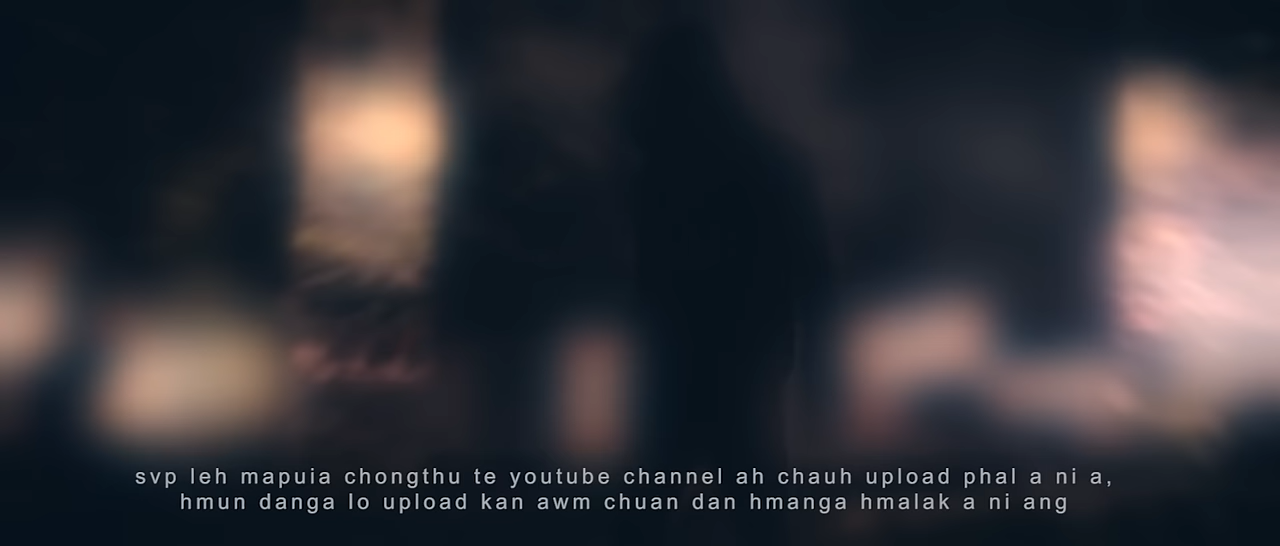 svp leh mapuia chongthu te youtube channel ah chauh upload phal a ni a,
hmun danga lo upload kan awm chuan dan hmanga hmalak a ni ang